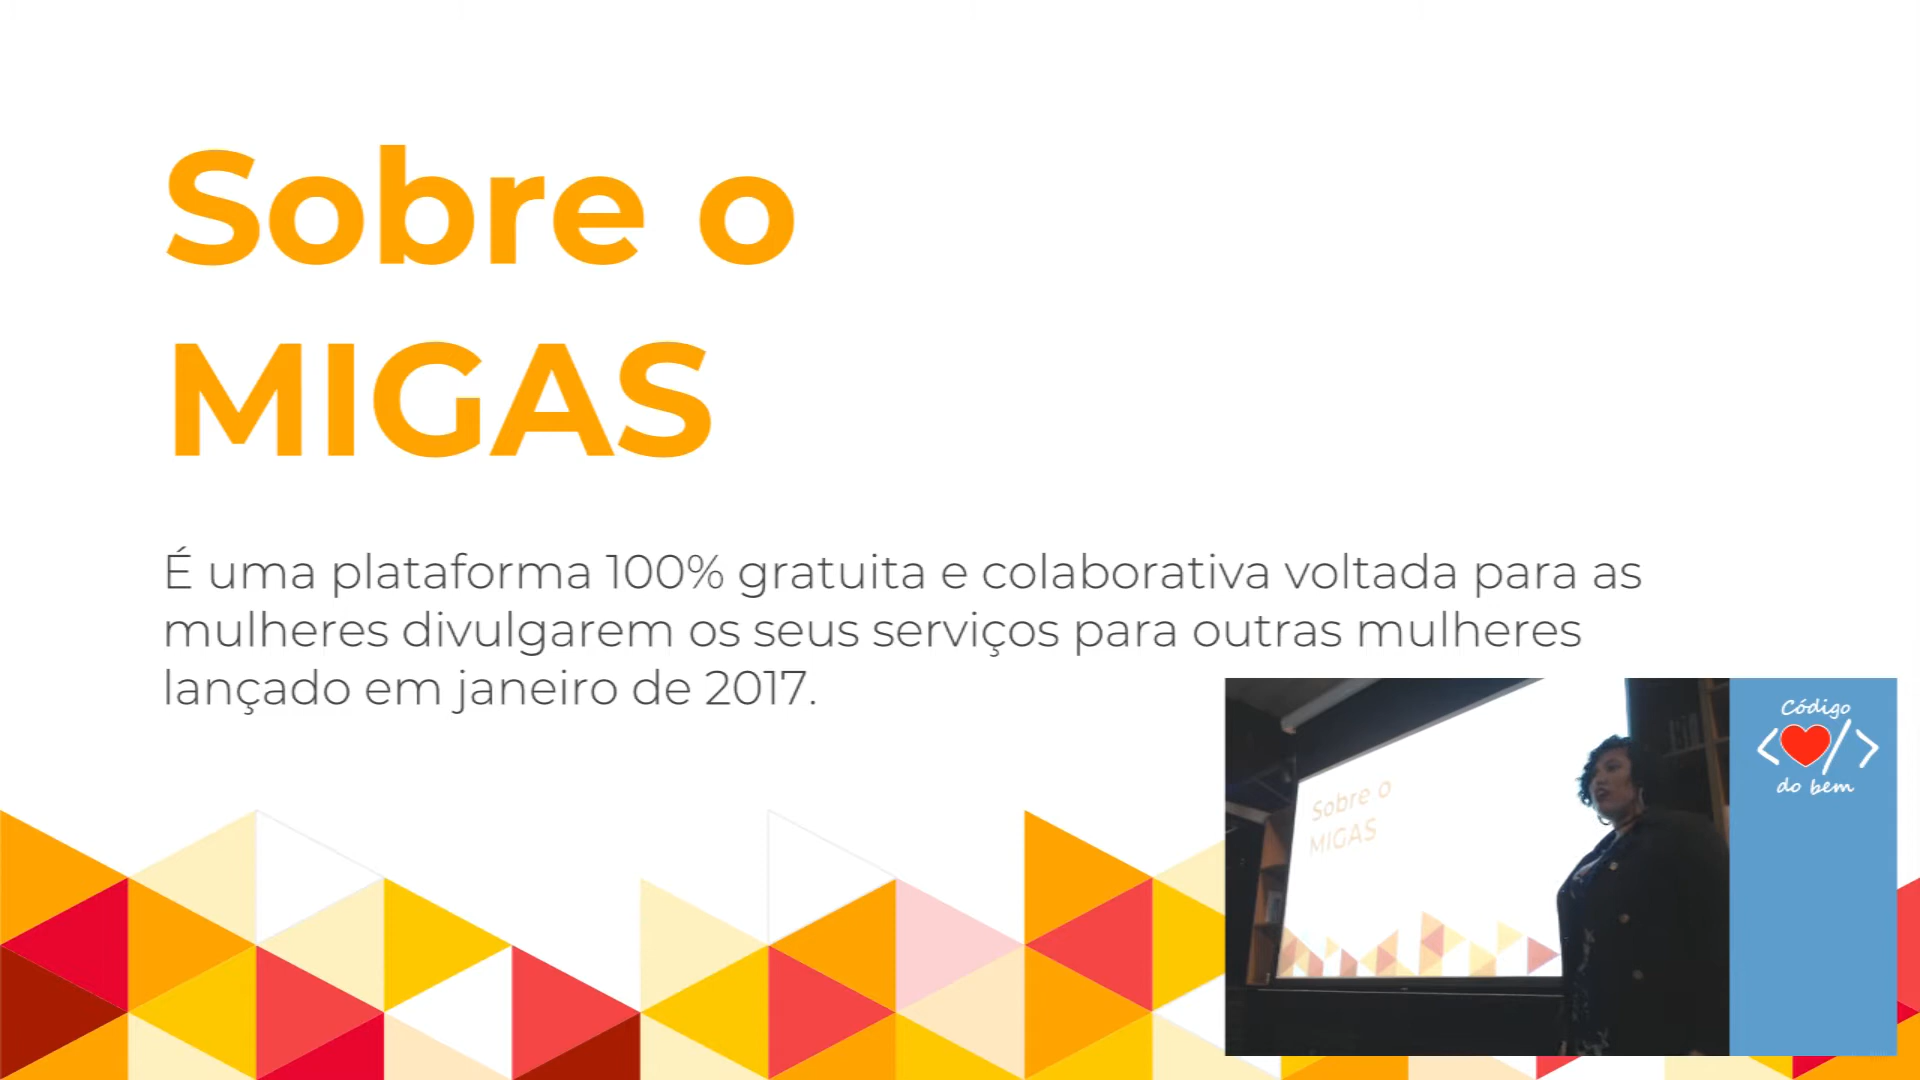 Sobre o
MIGAS
É uma plataforma 100% gratuita e colaborativa voltada para as
mulheres divulgarem os seus serviços para outras mulheres
lançado em janeiro de 2017.
Código
do bem
Sobre o
MIGAS